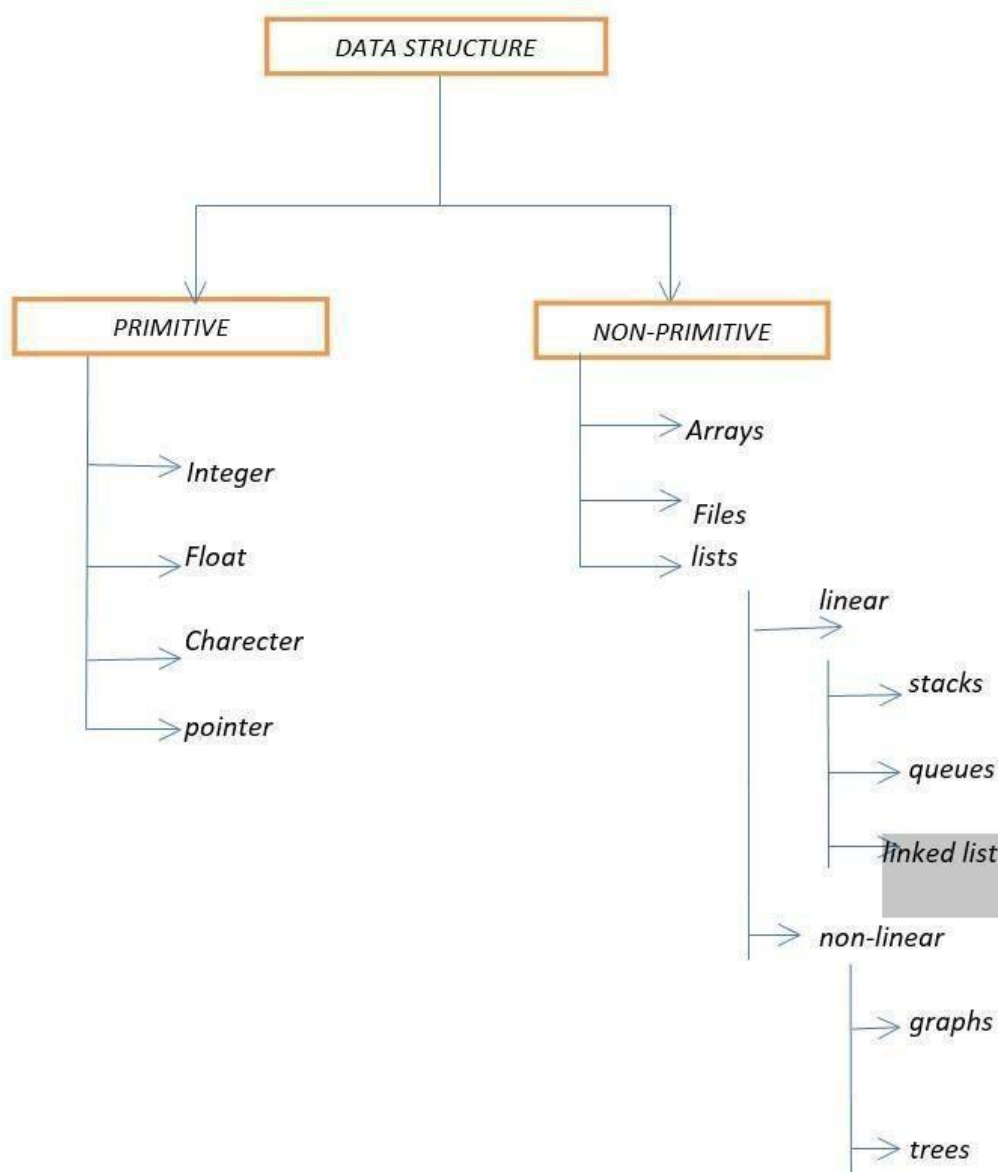 DATA STRUCTURE
PRIMITIVE
NON-PRIMITIVE
Integer
Float
Charecter
pointer
Arrays
Files
lists
linear
stacks
queues
linked list
non-linear
graphs
trees